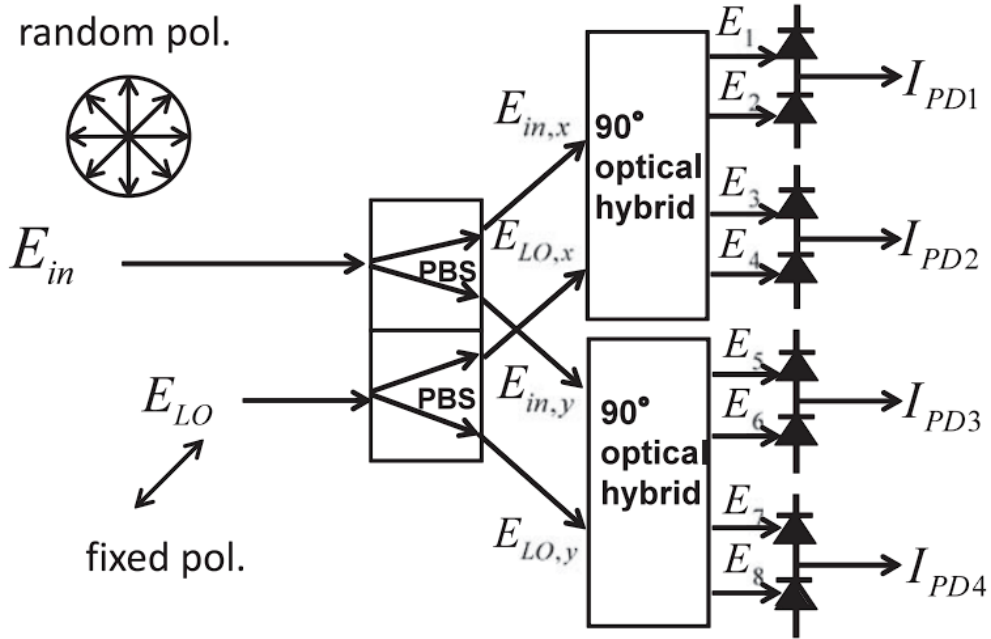 random pol.
E_in
E_LO
fixed pol.
PBS
PBS
E_in,x
E_LO,x
E_in,y
E_LO,y
90°
optical
hybrid
90°
optical
hybrid
E_1
E_2
E_3
E_4
E_5
E_6
E_7
E_8
I_PD1
I_PD2
I_PD3
I_PD4